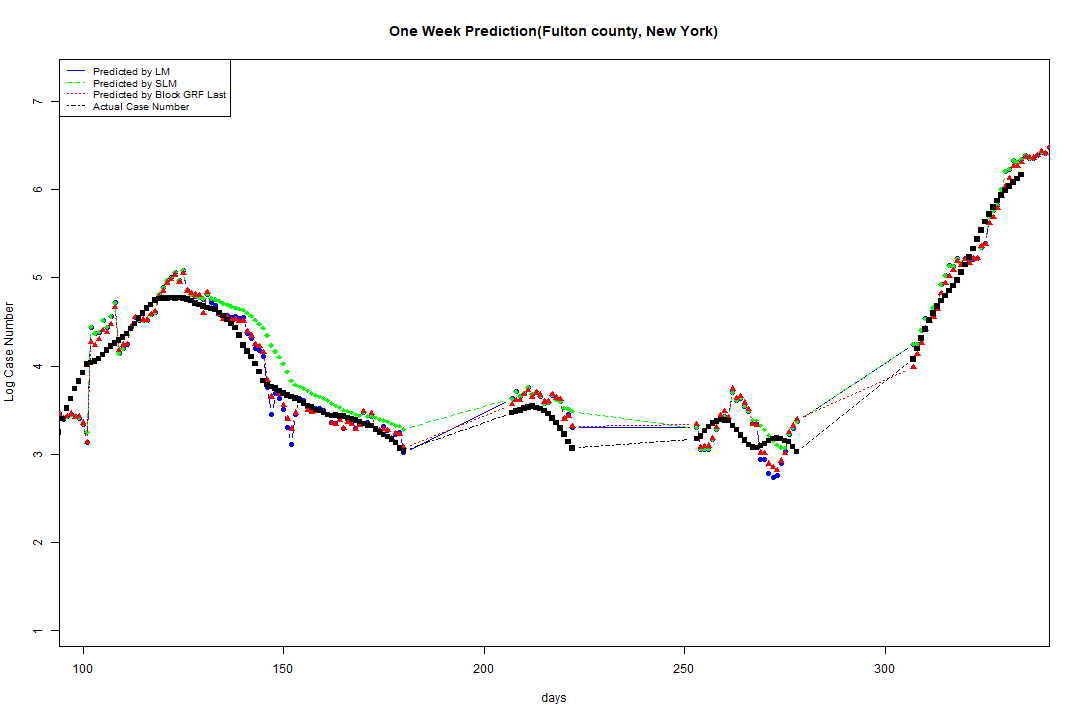 One Week Prediction(Fulton county, New York)
Predicted by LM
Predicted by SLM
Predicted by Block GRF Last
Actual Case Number
7
6
5
4
3
2
1
Log Case Number
100 150 200 250 300
days